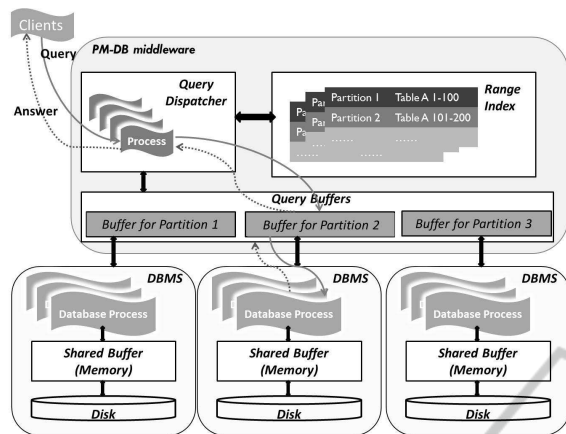 Clients
Query
Answer
PM-DB middleware
Query
Dispatcher
Process
Range
Index
Partition 1 Table A 1-100
Partition 2 Table A 101-200
...... ......
...... ......
Query Buffers
Buffer for Partition 1
Buffer for Partition 2
Buffer for Partition 3
DBMS
Database Process
Shared Buffer
(Memory)
Disk
DBMS
Database Process
Shared Buffer
(Memory)
Disk
DBMS
Database Process
Shared Buffer
(Memory)
Disk